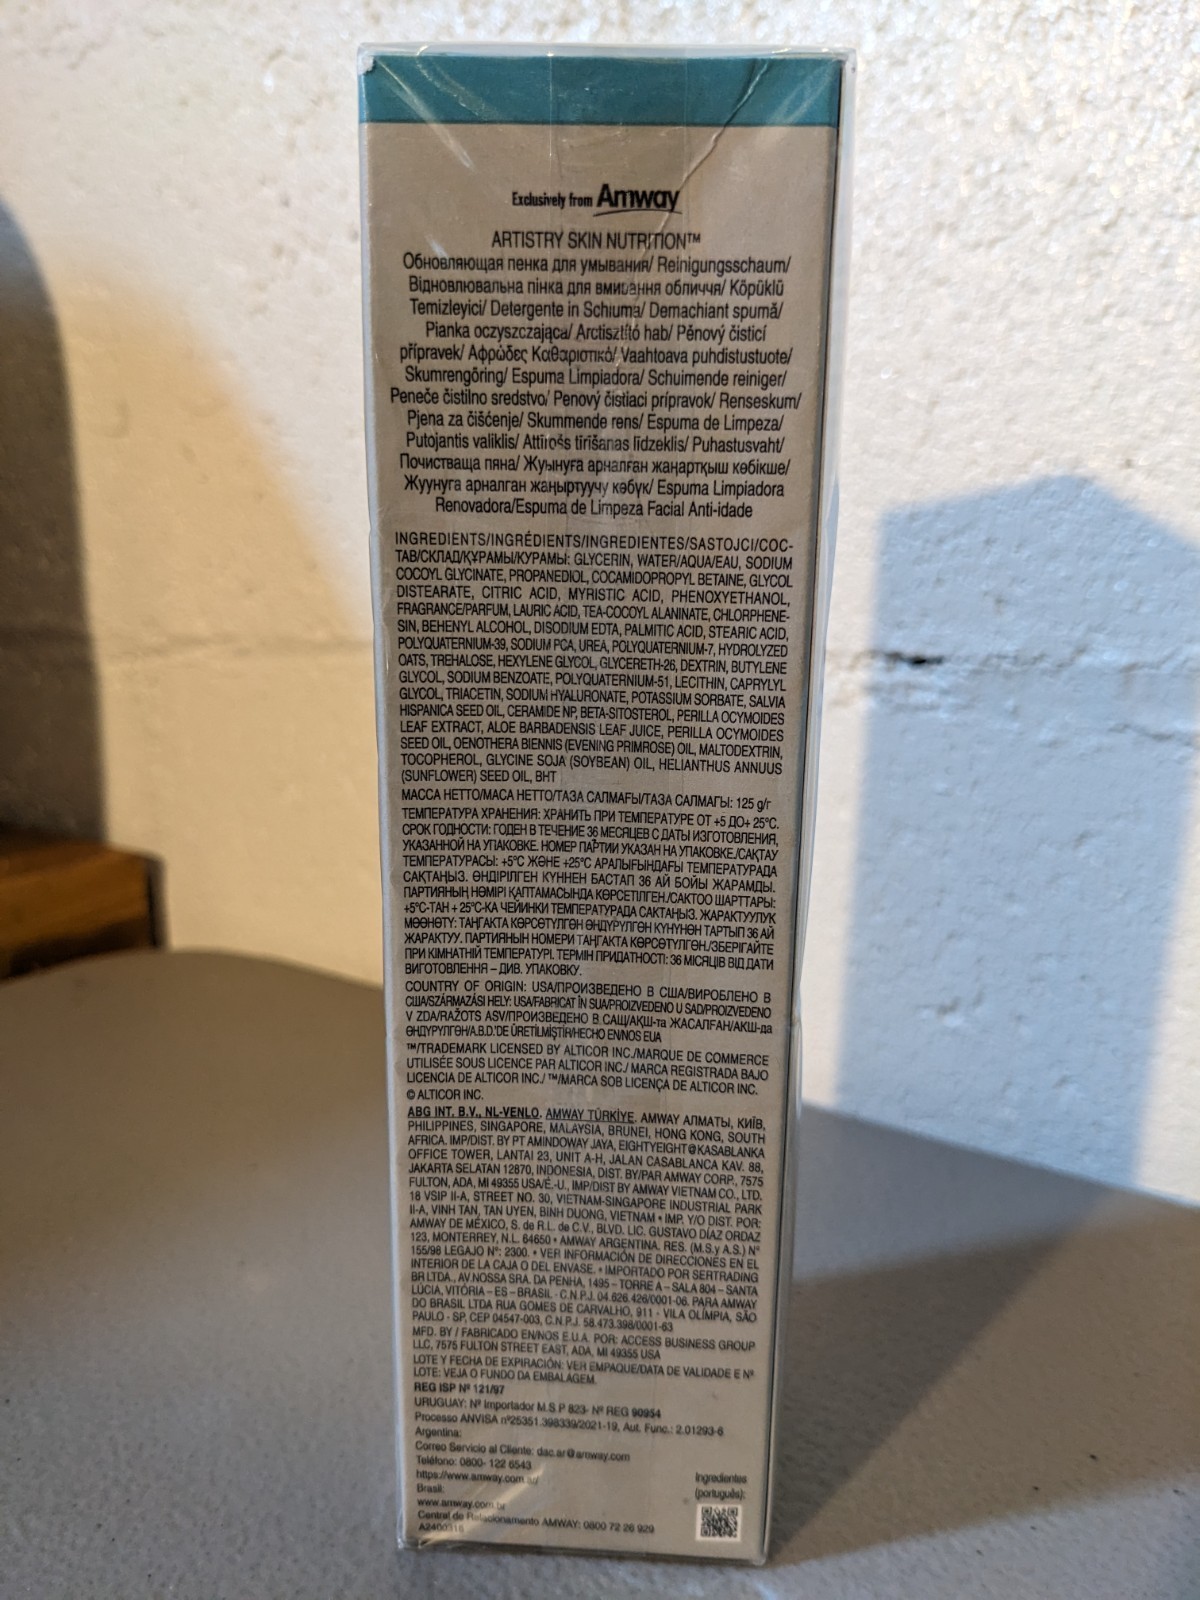 Exclusively from Amway
ARTISTRY SKIN NUTRITION™
Обновляющая пенка для умывания/ Reinigungsschaum/
Відновлювальна пінка для вмивання обличчя/ Köpüklü
Temizleyici/ Detergente in Schiuma/ Demachiant spumă/
Pianka oczyszczająca/ Arctisztító hab/ Pěnový čisticí
přípravek/ Αφρώδες Καθαριστικό/ Vaahtoava puhdistustuote/
Skumrengöring/ Espuma Limpiadora/ Schuimende reiniger/
Peneče čistilno sredstvo/ Penový čistiaci prípravok/ Renseskum/
Pjena za čišćenje/ Skummende rens/ Espuma de Limpeza/
Putojantis valiklis/ Attīrošs tīrīšanas līdzeklis/ Puhastusvaht/
Почистваща пяна/ Жуынуға арналған жаңартқыш көбікше/
Жуунуга арналган жаңыртуучу көбүк/ Espuma Limpiadora
Renovadora/Espuma de Limpeza Facial Anti-idade
INGREDIENTS/INGRÉDIENTS/INGREDIENTES/SASTOJCI/СОС-
ТАВ/СКЛАД/ҚҰРАМЫ/КУРАМЫ: GLYCERIN, WATER/AQUA/EAU, SODIUM
COCOYL GLYCINATE, PROPANEDIOL, COCAMIDOPROPYL BETAINE, GLYCOL
DISTEARATE, CITRIC ACID, MYRISTIC ACID, PHENOXYETHANOL,
FRAGRANCE/PARFUM, LAURIC ACID, TEA-COCOYL ALANINATE, CHLORPHENE-
SIN, BEHENYL ALCOHOL, DISODIUM EDTA, PALMITIC ACID, STEARIC ACID,
POLYQUATERNIUM-39, SODIUM PCA, UREA, POLYQUATERNIUM-7, HYDROLYZED
OATS, TREHALOSE, HEXYLENE GLYCOL, GLYCERETH-26, DEXTRIN, BUTYLENE
GLYCOL, SODIUM BENZOATE, POLYQUATERNIUM-51, LECITHIN, CAPRYLYL
GLYCOL, TRIACETIN, SODIUM HYALURONATE, POTASSIUM SORBATE, SALVIA
HISPANICA SEED OIL, CERAMIDE NP, BETA-SITOSTEROL, PERILLA OCYMOIDES
LEAF EXTRACT, ALOE BARBADENSIS LEAF JUICE, PERILLA OCYMOIDES
SEED OIL, OENOTHERA BIENNIS (EVENING PRIMROSE) OIL, MALTODEXTRIN,
TOCOPHEROL, GLYCINE SOJA (SOYBEAN) OIL, HELIANTHUS ANNUUS
(SUNFLOWER) SEED OIL, BHT
МАССА НЕТТО/МАСА НЕТТО/ТАЗА САЛМАҒЫ/ТАЗА САЛМАГЫ: 125 g/г
ТЕМПЕРАТУРА ХРАНЕНИЯ: ХРАНИТЬ ПРИ ТЕМПЕРАТУРЕ ОТ +5 ДО+ 25°C.
СРОК ГОДНОСТИ: ГОДЕН В ТЕЧЕНИЕ 36 МЕСЯЦЕВ С ДАТЫ ИЗГОТОВЛЕНИЯ,
УКАЗАННОЙ НА УПАКОВКЕ. НОМЕР ПАРТИИ УКАЗАН НА УПАКОВКЕ./САҚТАУ
ТЕМПЕРАТУРАСЫ: +5°C ЖӘНЕ +25°C АРАЛЫҒЫНДАҒЫ ТЕМПЕРАТУРАДА
САҚТАҢЫЗ. ӨНДІРІЛГЕН КҮННЕН БАСТАП 36 АЙ БОЙЫ ЖАРАМДЫ.
ПАРТИЯНЫҢ НӨМІРІ ҚАПТАМАСЫНДА КӨРСЕТІЛГЕН./САКТОО ШАРТТАРЫ:
+5°C-ТАН + 25°C-КА ЧЕЙИНКИ ТЕМПЕРАТУРАДА САКТАҢЫЗ. ЖАРАКТУУЛУК
МӨӨНӨТҮ: ТАҢГАКТА КӨРСӨТҮЛГӨН ӨНДҮРҮЛГӨН КҮНҮНӨН ТАРТЫП 36 АЙ
ЖАРАКТУУ. ПАРТИЯНЫН НОМЕРИ ТАҢГАКТА КӨРСӨТҮЛГӨН./ЗБЕРІГАЙТЕ
ПРИ КІМНАТНІЙ ТЕМПЕРАТУРІ. ТЕРМІН ПРИДАТНОСТІ: 36 МІСЯЦІВ ВІД ДАТИ
ВИГОТОВЛЕННЯ – ДИВ. УПАКОВКУ.
COUNTRY OF ORIGIN: USA/ПРОИЗВЕДЕНО В США/ВИРОБЛЕНО В
США/SZÁRMAZÁSI HELY: USA/FABRICAT ÎN SUA/PROIZVEDENO U SAD/PROIZVEDENO
V ZDA/RAŽOTS ASV/ПРОИЗВЕДЕНО В САЩ/АҚШ-та ЖАСАЛҒАН/АКШ-да
ӨНДҮРҮЛГӨН/A.B.D.'DE ÜRETİLMİŞTİR/HECHO EN/NOS EUA
™/TRADEMARK LICENSED BY ALTICOR INC./MARQUE DE COMMERCE
UTILISÉE SOUS LICENCE PAR ALTICOR INC./ MARCA REGISTRADA BAJO
LICENCIA DE ALTICOR INC./ ™/MARCA SOB LICENÇA DE ALTICOR INC.
© ALTICOR INC.
ABG INT. B.V., NL-VENLO. AMWAY TÜRKİYE. AMWAY АЛМАТЫ, КИЇВ,
PHILIPPINES, SINGAPORE, MALAYSIA, BRUNEI, HONG KONG, SOUTH
AFRICA. IMP/DIST. BY PT AMINDOWAY JAYA, EIGHTYEIGHT@KASABLANKA
OFFICE TOWER, LANTAI 23, UNIT A-H, JALAN CASABLANCA KAV. 88,
JAKARTA SELATAN 12870, INDONESIA, DIST. BY/PAR AMWAY CORP., 7575
FULTON, ADA, MI 49355 USA/É.-U., IMP/DIST BY AMWAY VIETNAM CO., LTD.
18 VSIP II-A, STREET NO. 30, VIETNAM-SINGAPORE INDUSTRIAL PARK
II-A, VINH TAN, TAN UYEN, BINH DUONG, VIETNAM • IMP. Y/O DIST. POR:
AMWAY DE MÉXICO, S. de R.L. de C.V., BLVD. LIC. GUSTAVO DÍAZ ORDAZ
123, MONTERREY, N.L. 64650 • AMWAY ARGENTINA. RES. (M.S.y A.S.) N°
155/98 LEGAJO Nº: 2300. • VER INFORMACIÓN DE DIRECCIONES EN EL
INTERIOR DE LA CAJA O DEL ENVASE. • IMPORTADO POR SERTRADING
BR LTDA., AV.NOSSA SRA. DA PENHA, 1495 – TORRE A – SALA 804 – SANTA
LÚCIA, VITÓRIA – ES – BRASIL - C.N.P.J. 04.626.426/0001-06. PARA AMWAY
DO BRASIL LTDA RUA GOMES DE CARVALHO, 911 - VILA OLÍMPIA, SÃO
PAULO - SP, CEP 04547-003, C.N.P.J. 58.473.398/0001-63
MFD. BY / FABRICADO EN/NOS E.U.A. POR: ACCESS BUSINESS GROUP
LLC, 7575 FULTON STREET EAST, ADA, MI 49355 USA
LOTE Y FECHA DE EXPIRACIÓN: VER EMPAQUE/DATA DE VALIDADE E Nº
LOTE: VEJA O FUNDO DA EMBALAGEM.
REG ISP Nº 121/97
URUGUAY: Nº Importador M.S.P 823- Nº REG 90954
Processo ANVISA nº25351.398339/2021-19, Aut. Func.: 2.01293-6
Argentina:
Correo Servicio al Cliente: dac.ar@amway.com
Teléfono: 0800- 122 6543
https://www.amway.com.ar/
Brasil:
www.amway.com.br
Central de Relacionamento AMWAY: 0800 72 26 929
A2400318
Ingredientes
(português):